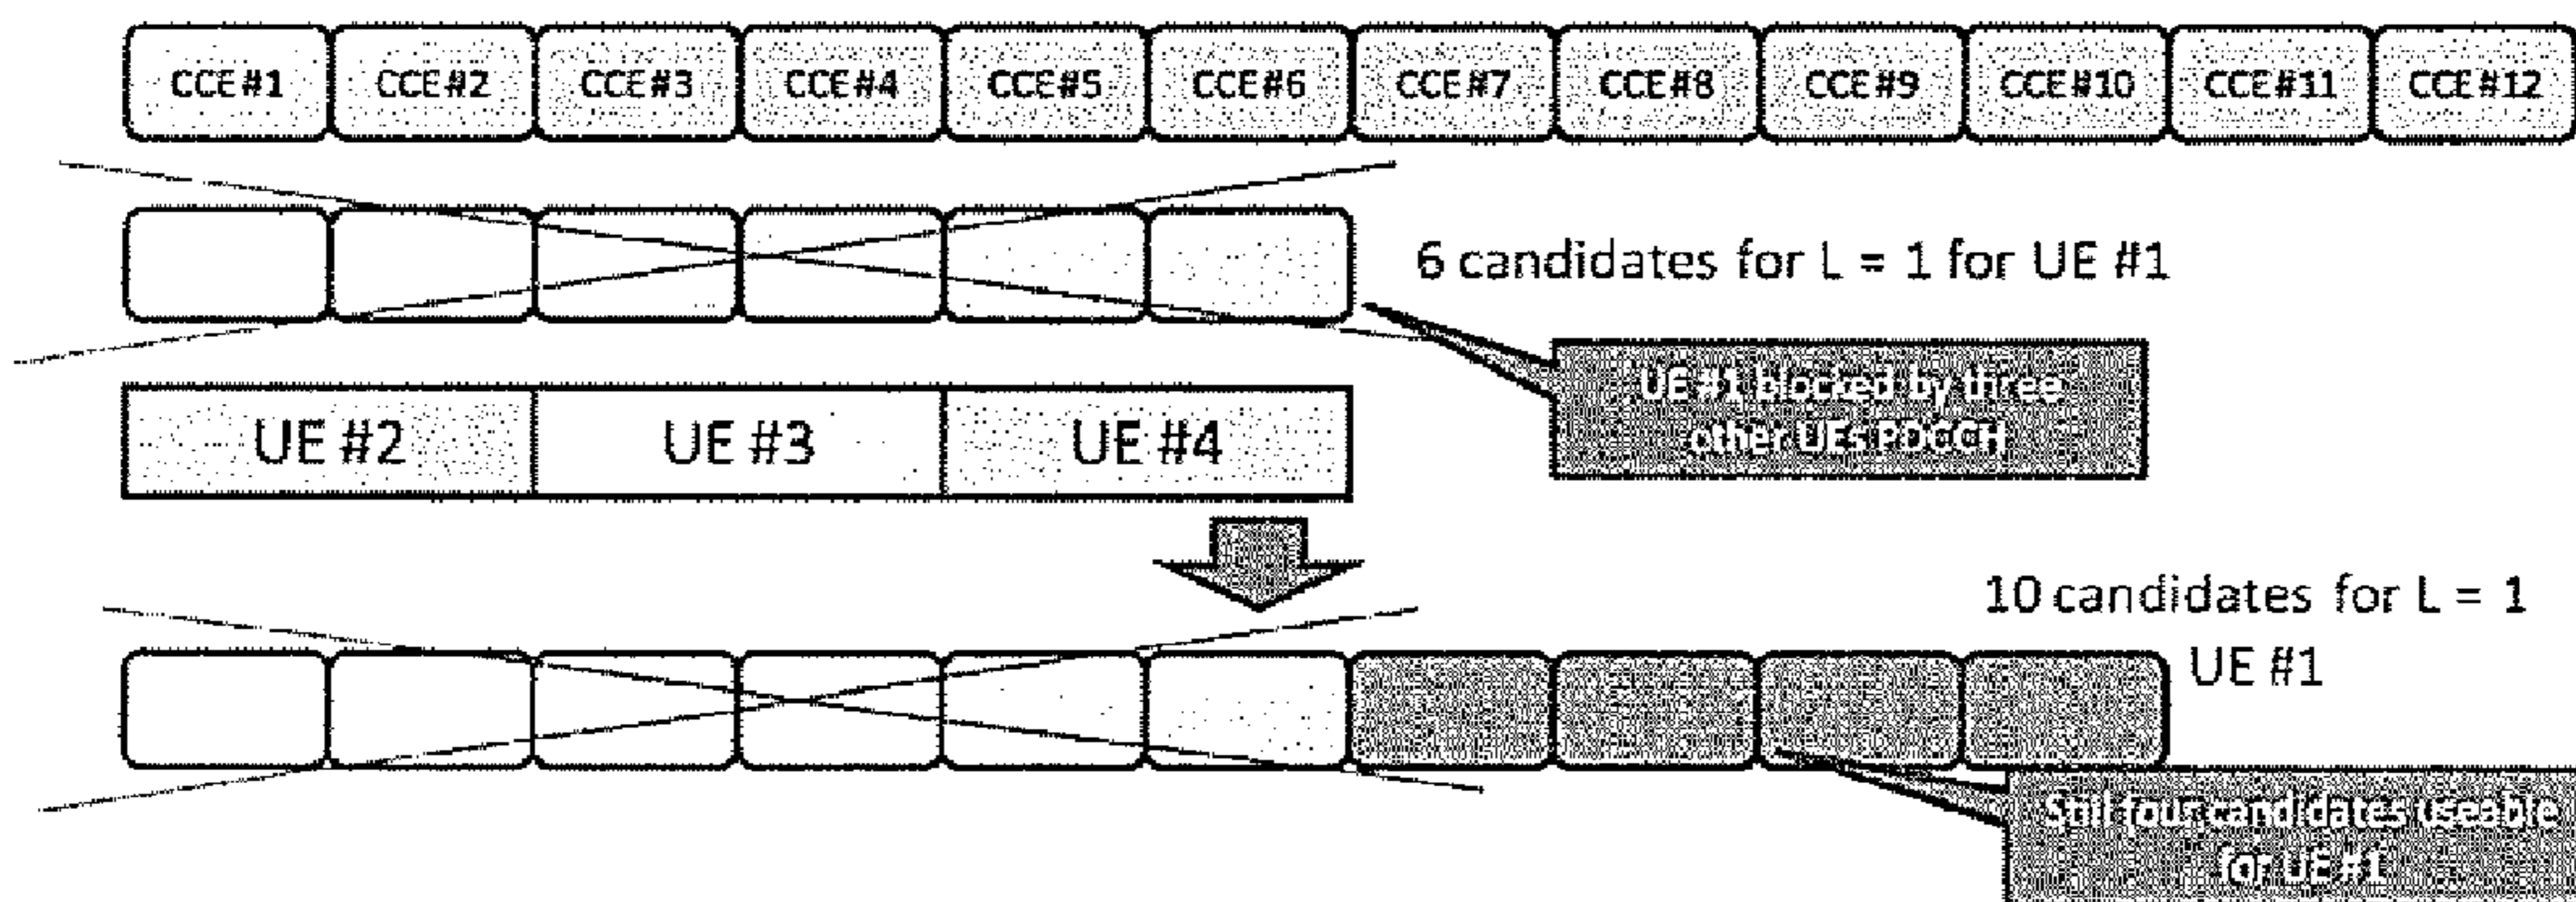 CCE#1 CCE#2 CCE#3 CCE#4 CCE#5 CCE#6 CCE#7 CCE#8 CCE#9 CCE#10 CCE#11 CCE#12
6 candidates for L = 1 for UE #1
UE #1 blocked by three
other UEs PDCCH
UE #2 UE #3 UE #4
10 candidates for L = 1
UE #1
Still four candidates useable
for UE #1